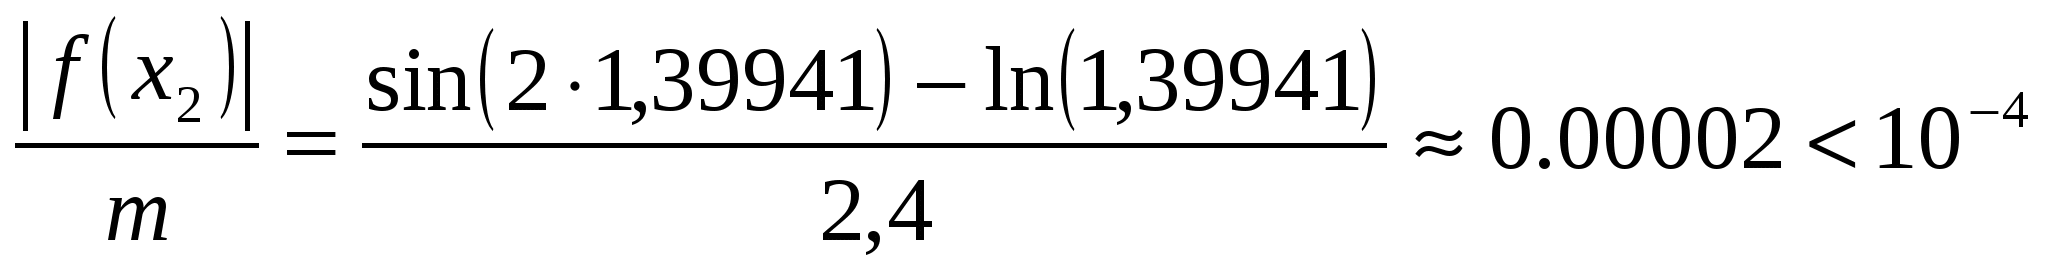 |f(x₂)|/m = (sin(2·1,39941) − ln(1,39941))/2,4 ≈ 0.00002 < 10⁻⁴